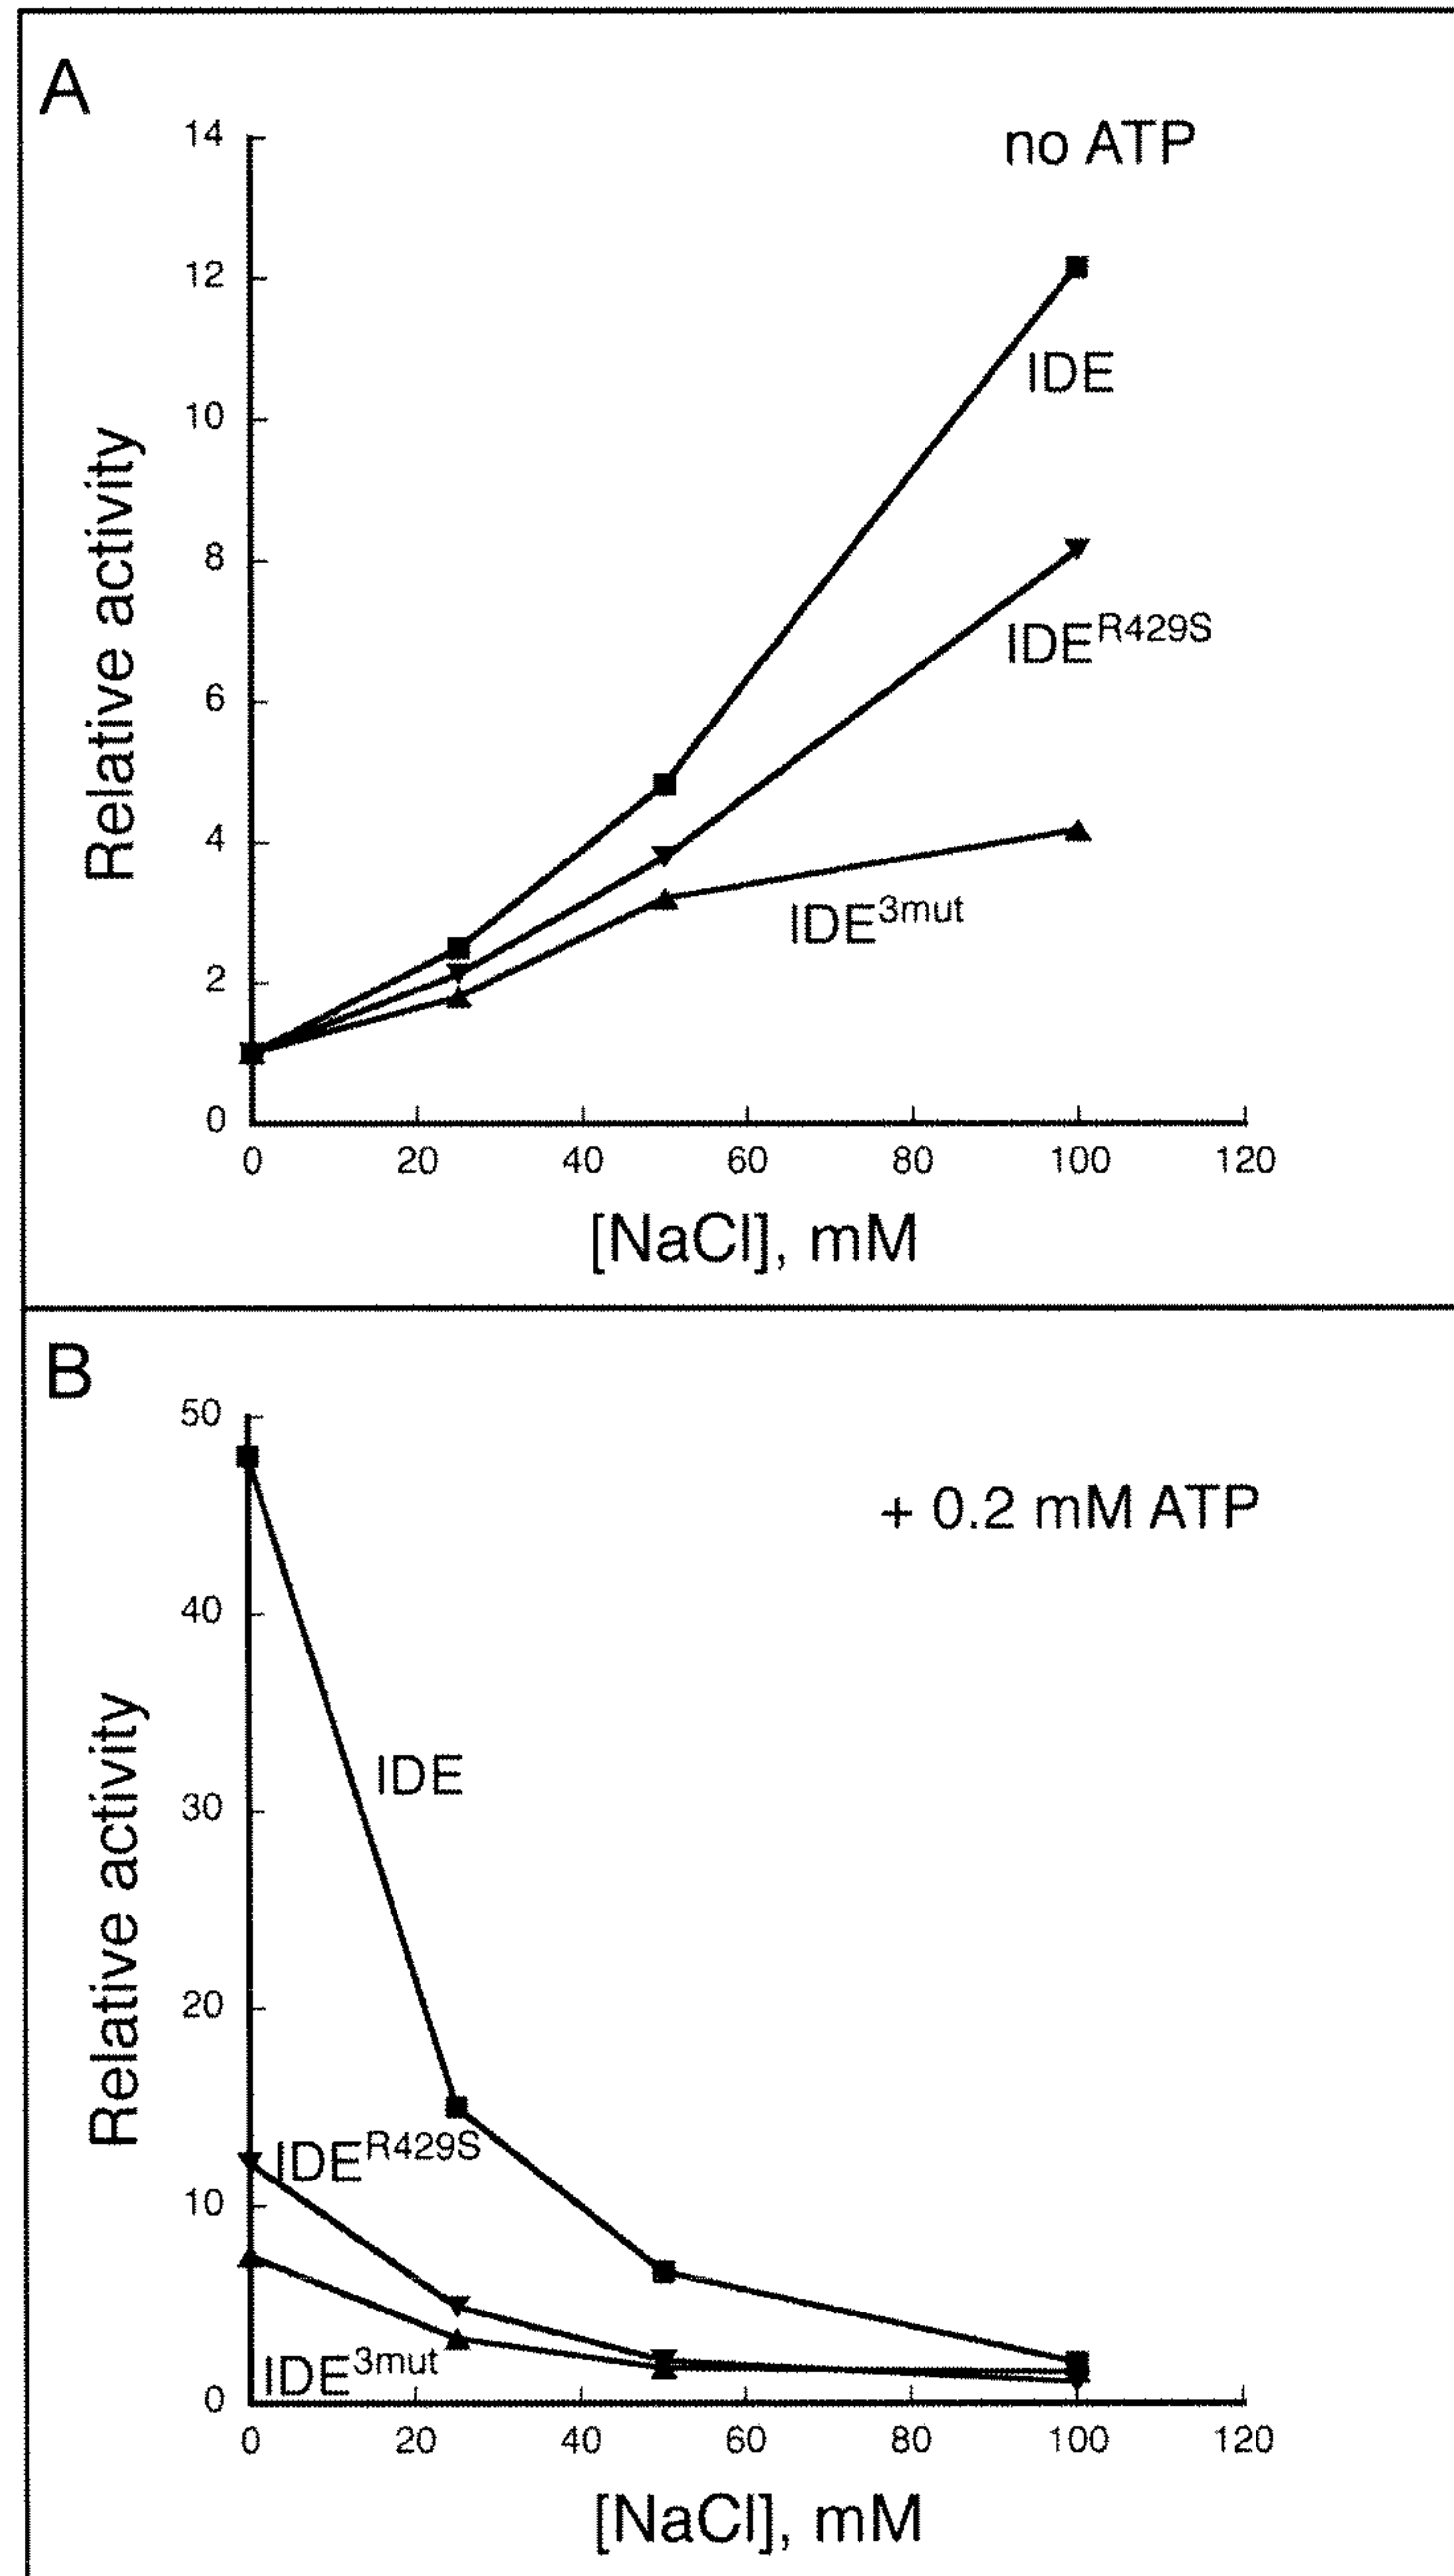 A
no ATP
14
12
10
8
6
4
2
0
Relative activity
IDE
IDE^R429S
IDE^3mut
0 20 40 60 80 100 120
[NaCl], mM
B
+ 0.2 mM ATP
50
40
30
20
10
0
Relative activity
IDE
IDE^R429S
IDE^3mut
0 20 40 60 80 100 120
[NaCl], mM